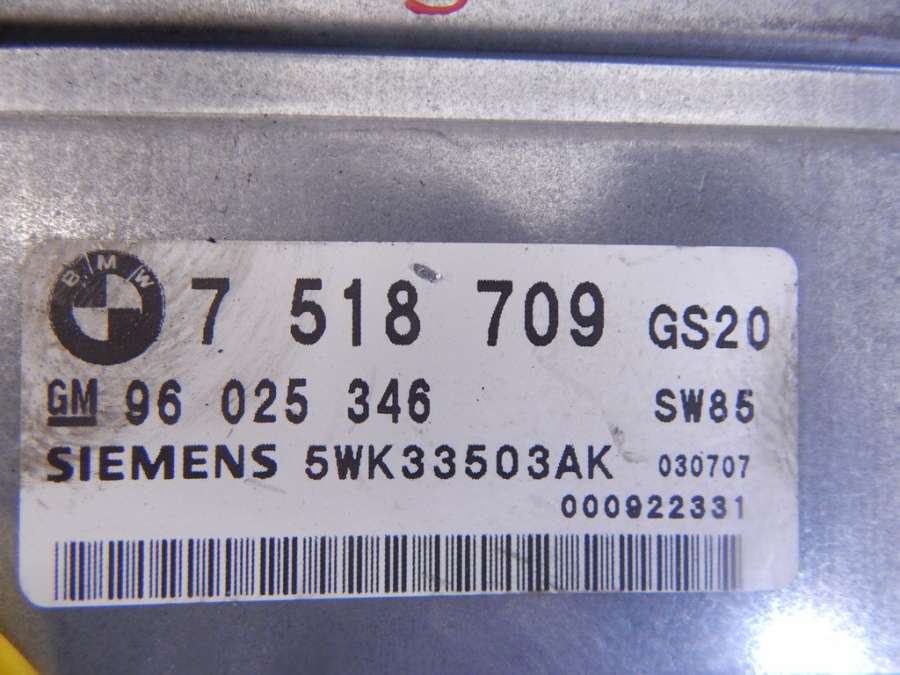 BMW 7 518 709 GS20
GM 96 025 346 SW85
SIEMENS 5WK33503AK 030707
000922331